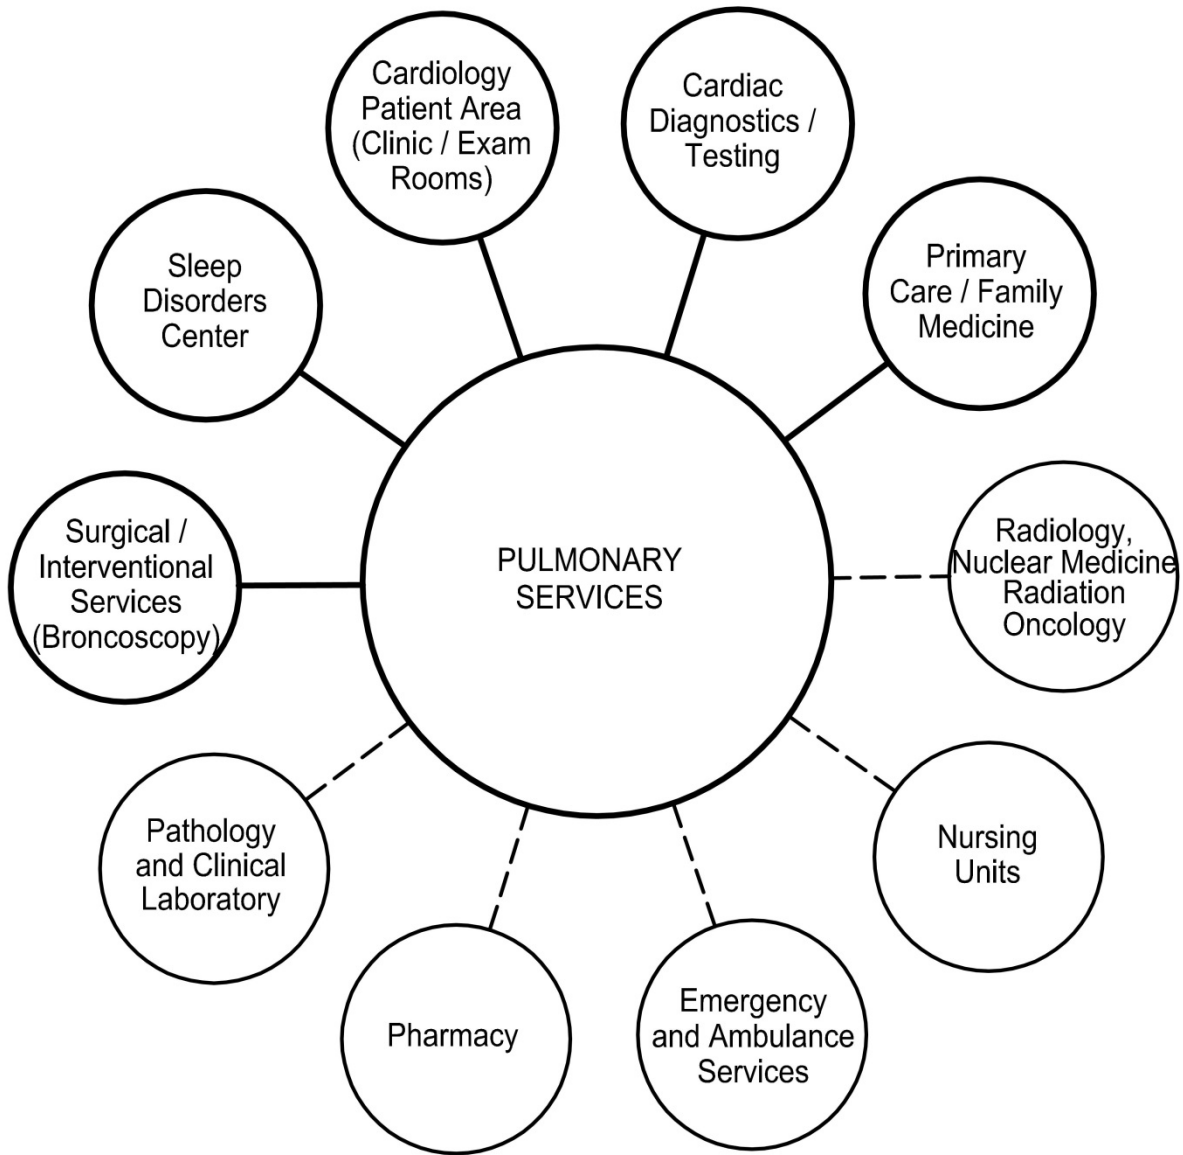 Cardiology
Patient Area
(Clinic / Exam
Rooms)
Cardiac
Diagnostics /
Testing
Sleep
Disorders
Center
Primary
Care / Family
Medicine
Surgical /
Interventional
Services
(Broncoscopy)
PULMONARY
SERVICES
Radiology,
Nuclear Medicine
Radiation
Oncology
Pathology
and Clinical
Laboratory
Nursing
Units
Pharmacy
Emergency
and Ambulance
Services